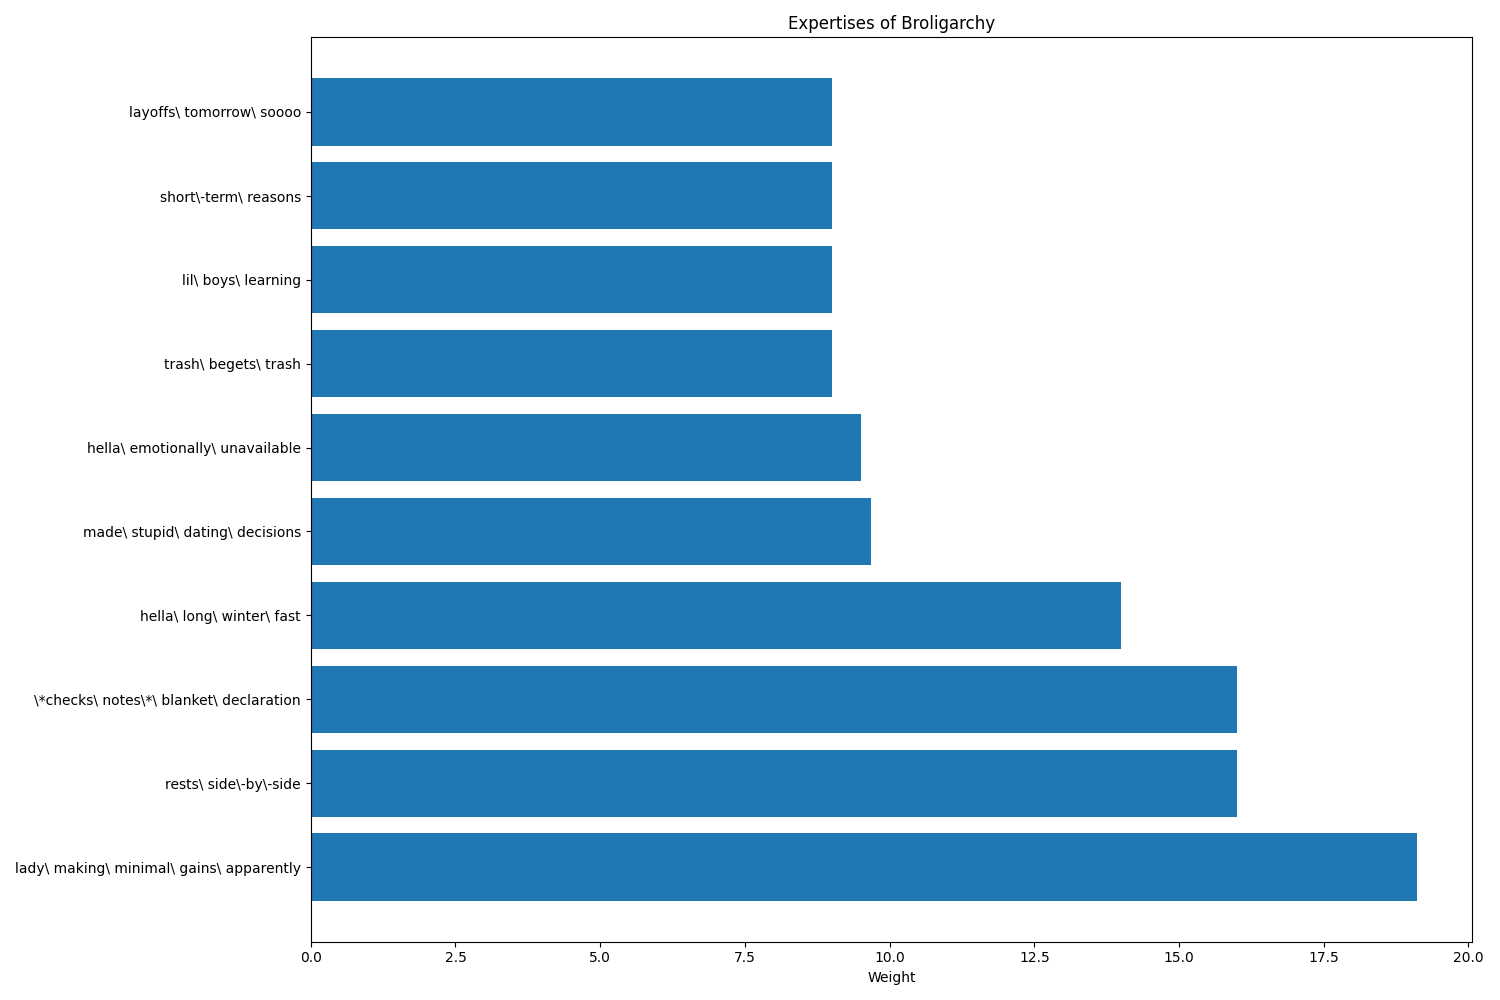 Expertises of Broligarchy
layoffs\ tomorrow\ soooo
short\-term\ reasons
lil\ boys\ learning
trash\ begets\ trash
hella\ emotionally\ unavailable
made\ stupid\ dating\ decisions
hella\ long\ winter\ fast
\*checks\ notes\*\ blanket\ declaration
rests\ side\-by\-side
lady\ making\ minimal\ gains\ apparently
0.0 2.5 5.0 7.5 10.0 12.5 15.0 17.5 20.0
Weight